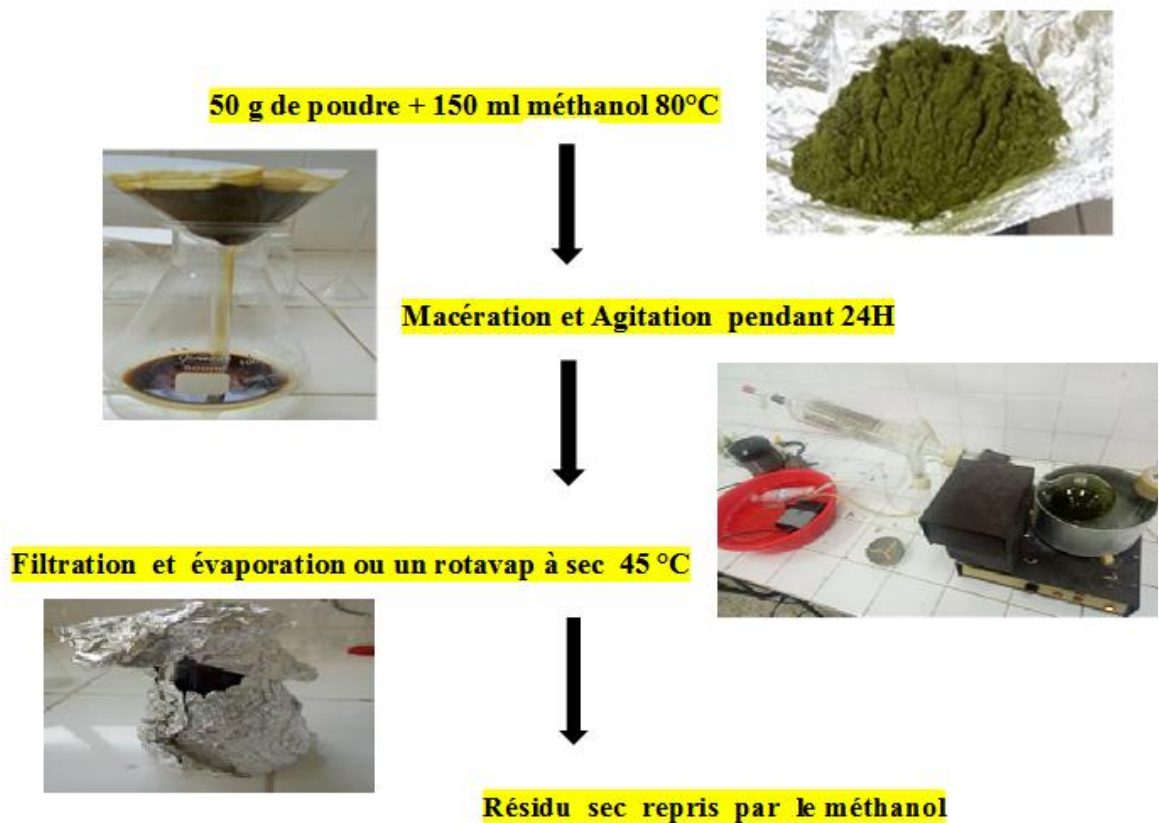 50 g de poudre + 150 ml méthanol 80°C
Macération et Agitation pendant 24H
Filtration et évaporation ou un rotavap à sec 45 °C
Résidu sec repris par le méthanol